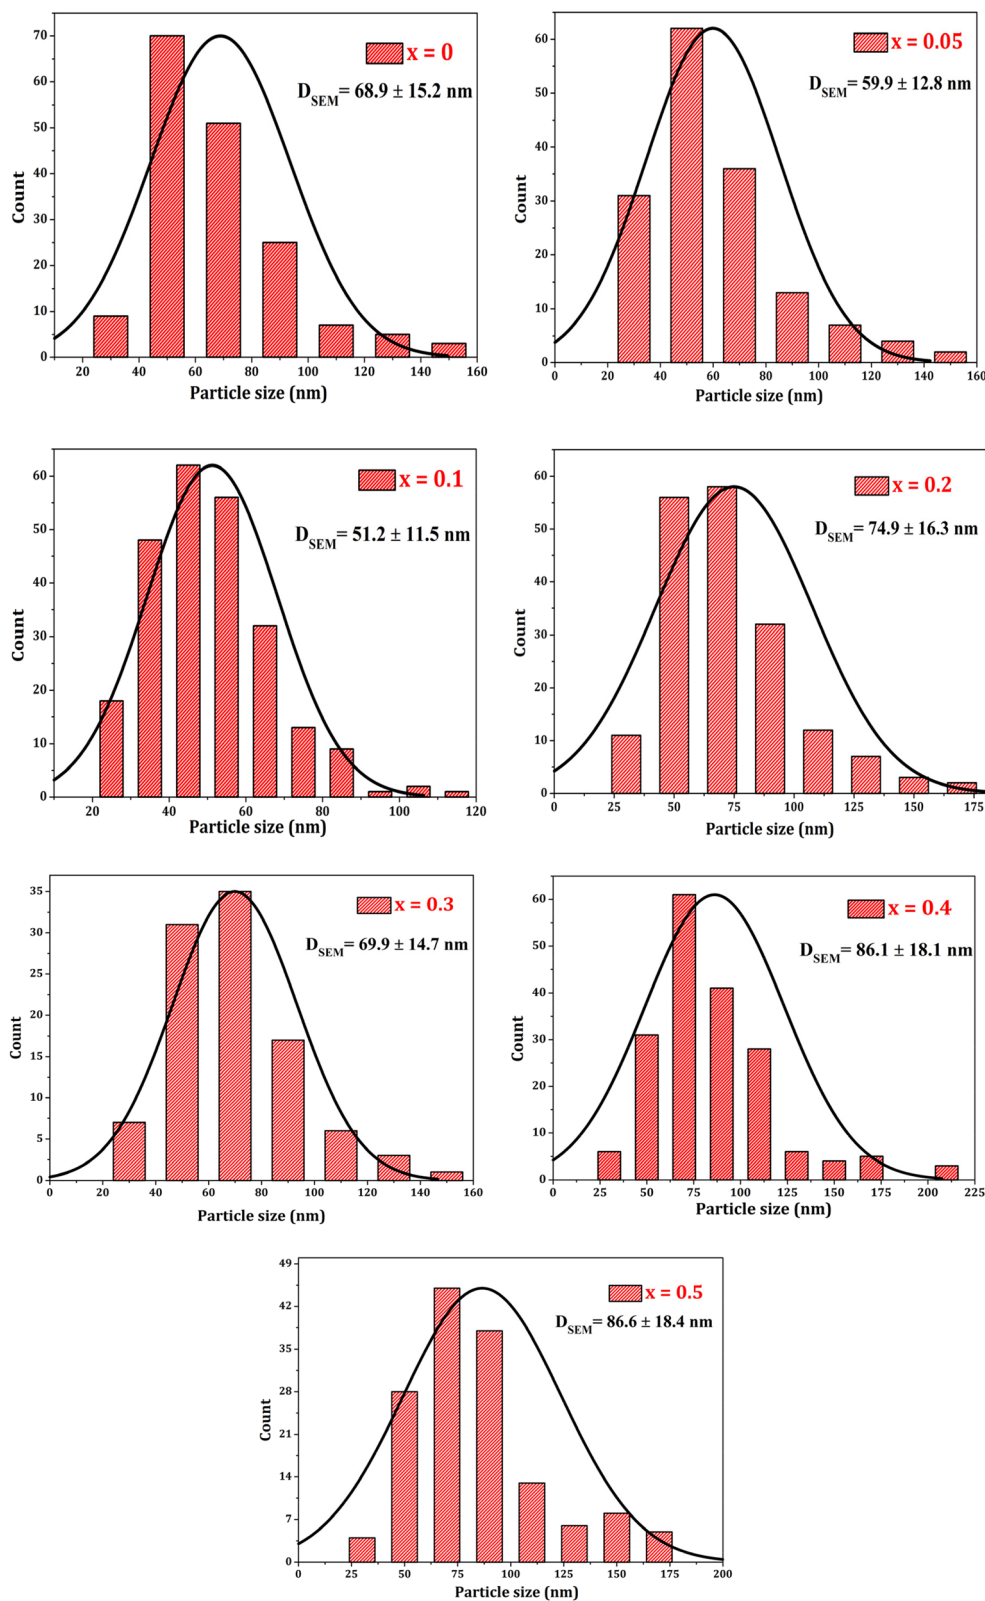 x = 0
D_SEM = 68.9 ± 15.2 nm
Count
70
60
50
40
30
20
10
0
20 40 60 80 100 120 140 160
Particle size (nm)
x = 0.05
D_SEM = 59.9 ± 12.8 nm
Count
60
50
40
30
20
10
0
0 20 40 60 80 100 120 140 160
Particle size (nm)
x = 0.1
D_SEM = 51.2 ± 11.5 nm
Count
60
50
40
30
20
10
0
20 40 60 80 100 120
Particle size (nm)
x = 0.2
D_SEM = 74.9 ± 16.3 nm
Count
60
50
40
30
20
10
0
0 25 50 75 100 125 150 175
Particle size (nm)
x = 0.3
D_SEM = 69.9 ± 14.7 nm
Count
35
30
25
20
15
10
5
0
0 20 40 60 80 100 120 140 160
Particle size (nm)
x = 0.4
D_SEM = 86.1 ± 18.1 nm
Count
60
50
40
30
60
10
0
0 25 50 75 100 125 150 175 200 225
Particle size (nm)
x = 0.5
D_SEM = 86.6 ± 18.4 nm
Count
49
42
35
28
21
14
7
0
0 25 50 75 100 125 150 175 200
Particle size (nm)